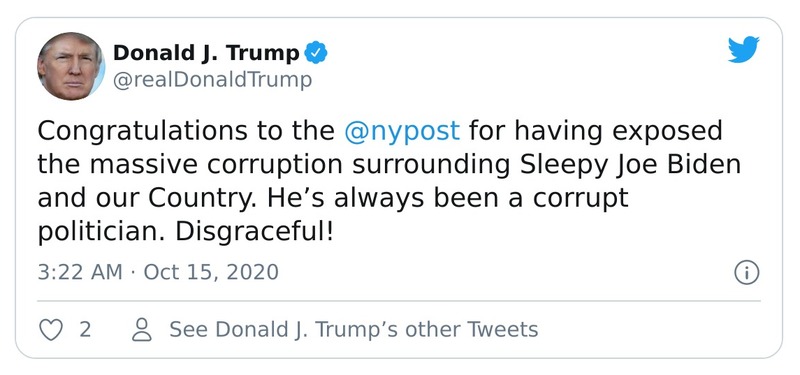 Donald J. Trump
@realDonaldTrump
Congratulations to the @nypost for having exposed
the massive corruption surrounding Sleepy Joe Biden
and our Country. He’s always been a corrupt
politician. Disgraceful!
3:22 AM · Oct 15, 2020
2 See Donald J. Trump’s other Tweets